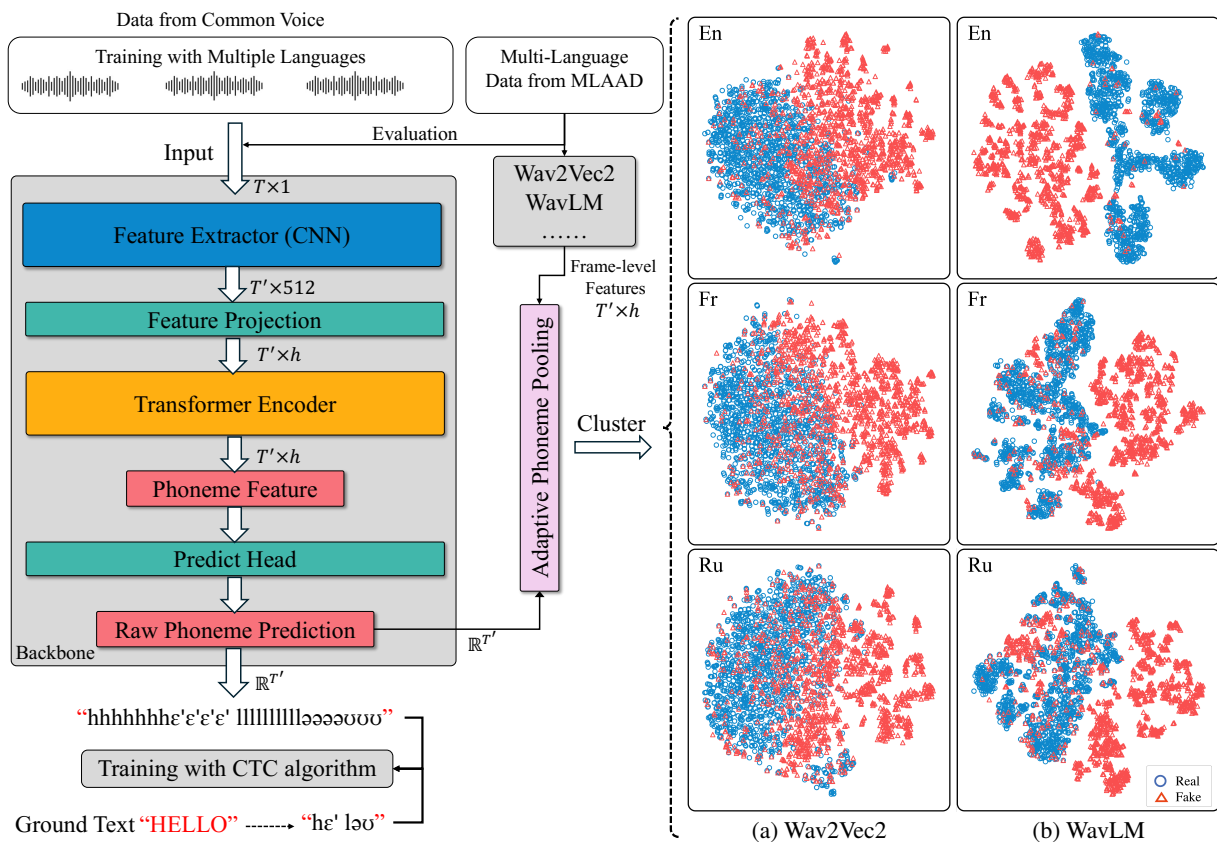 Data from Common Voice
Training with Multiple Languages
Multi-Language
Data from MLAAD
Evaluation
Input
T×1
Wav2Vec2
WavLM
......
Feature Extractor (CNN)
T′×512
Frame-level
Features
T′×h
Feature Projection
T′×h
Transformer Encoder
T′×h
Phoneme Feature
Predict Head
Raw Phoneme Prediction
Backbone
ℝT′
ℝT′
Adaptive Phoneme Pooling
Cluster
“hhhhhhhɛ'ɛ'ɛ'ɛ' lllllllllləəəəʊʊʊ”
Training with CTC algorithm
Ground Text “HELLO” “hɛ' ləʊ”
En
En
Fr
Fr
Ru
Ru
Real
Fake
(a) Wav2Vec2
(b) WavLM